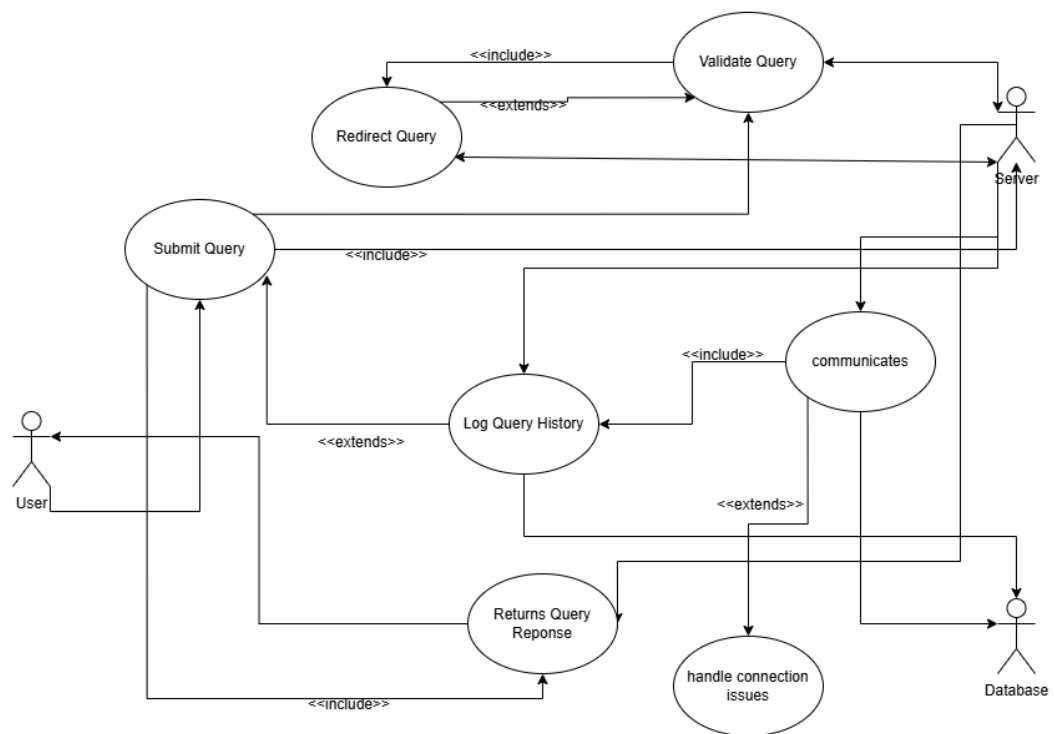 <<include>>
Validate Query
<<extends>>
Redirect Query
Server
Submit Query
<<include>>
<<include>>
communicates
Log Query History
<<extends>>
User
<<extends>>
Returns Query
Reponse
handle connection
issues
Database
<<include>>